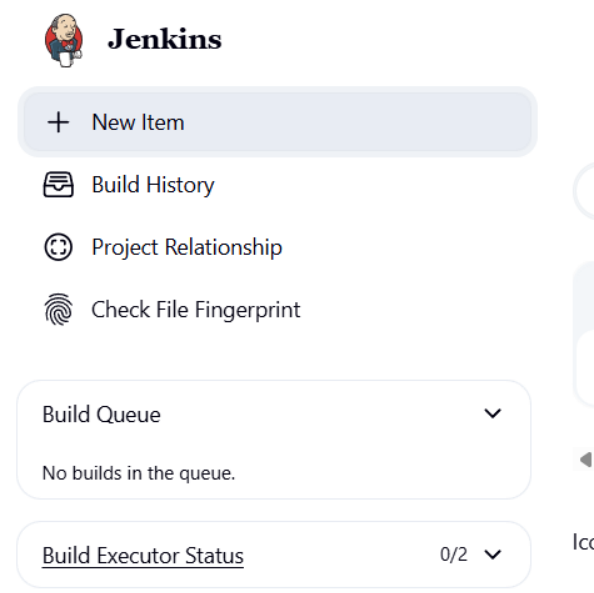 Jenkins
New Item
Build History
Project Relationship
Check File Fingerprint
Build Queue
No builds in the queue.
Build Executor Status 0/2